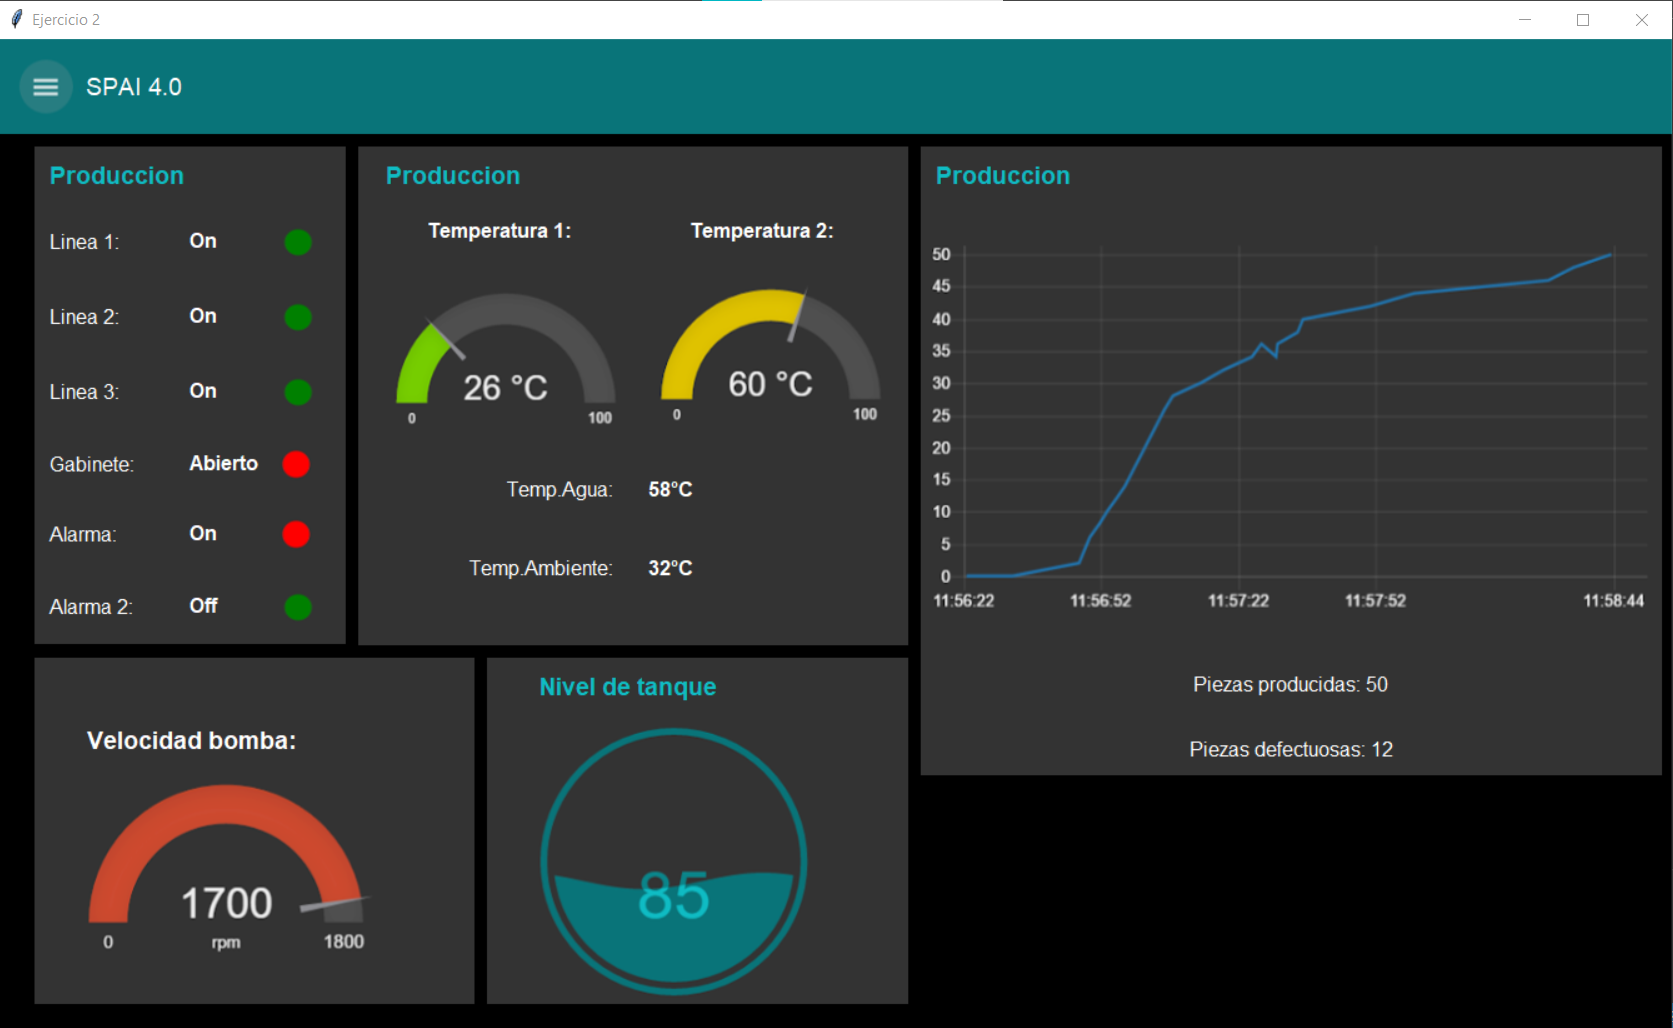 Ejercicio 2
SPAI 4.0
Produccion
Linea 1: On
Linea 2: On
Linea 3: On
Gabinete: Abierto
Alarma: On
Alarma 2: Off
Produccion
Temperatura 1: Temperatura 2:
26 °C
0 100
60 °C
0 100
Temp.Agua: 58°C
Temp.Ambiente: 32°C
Produccion
50
45
40
35
30
25
20
15
10
5
0
11:56:22 11:56:52 11:57:22 11:57:52 11:58:44
Piezas producidas: 50
Piezas defectuosas: 12
Velocidad bomba:
1700
0 rpm 1800
Nivel de tanque
85